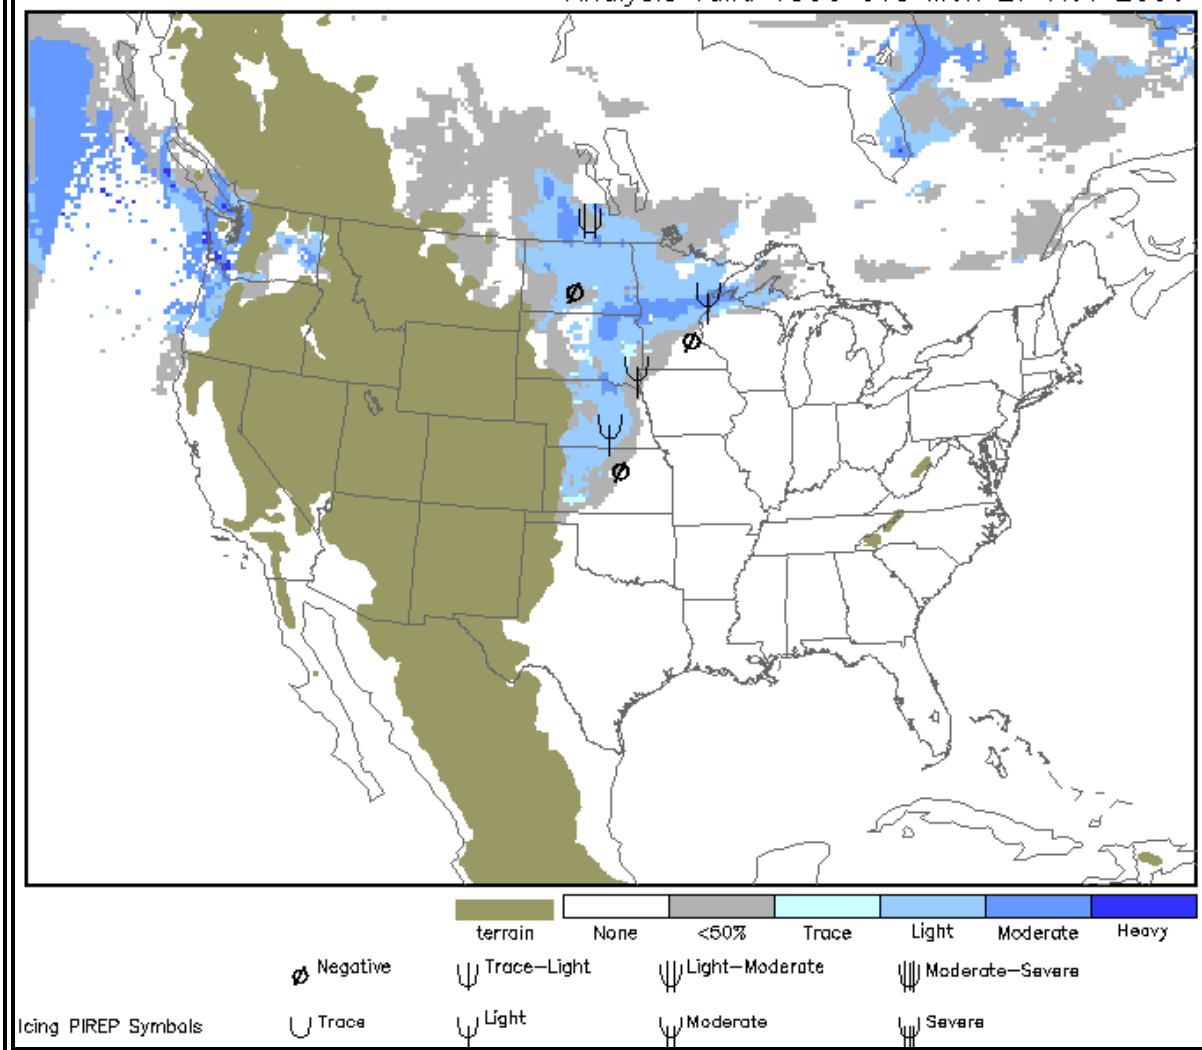 terrain None <50% Trace Light Moderate Heavy
Negative Trace-Light Light-Moderate Moderate-Severe
Icing PIREP Symbols Trace Light Moderate Severe